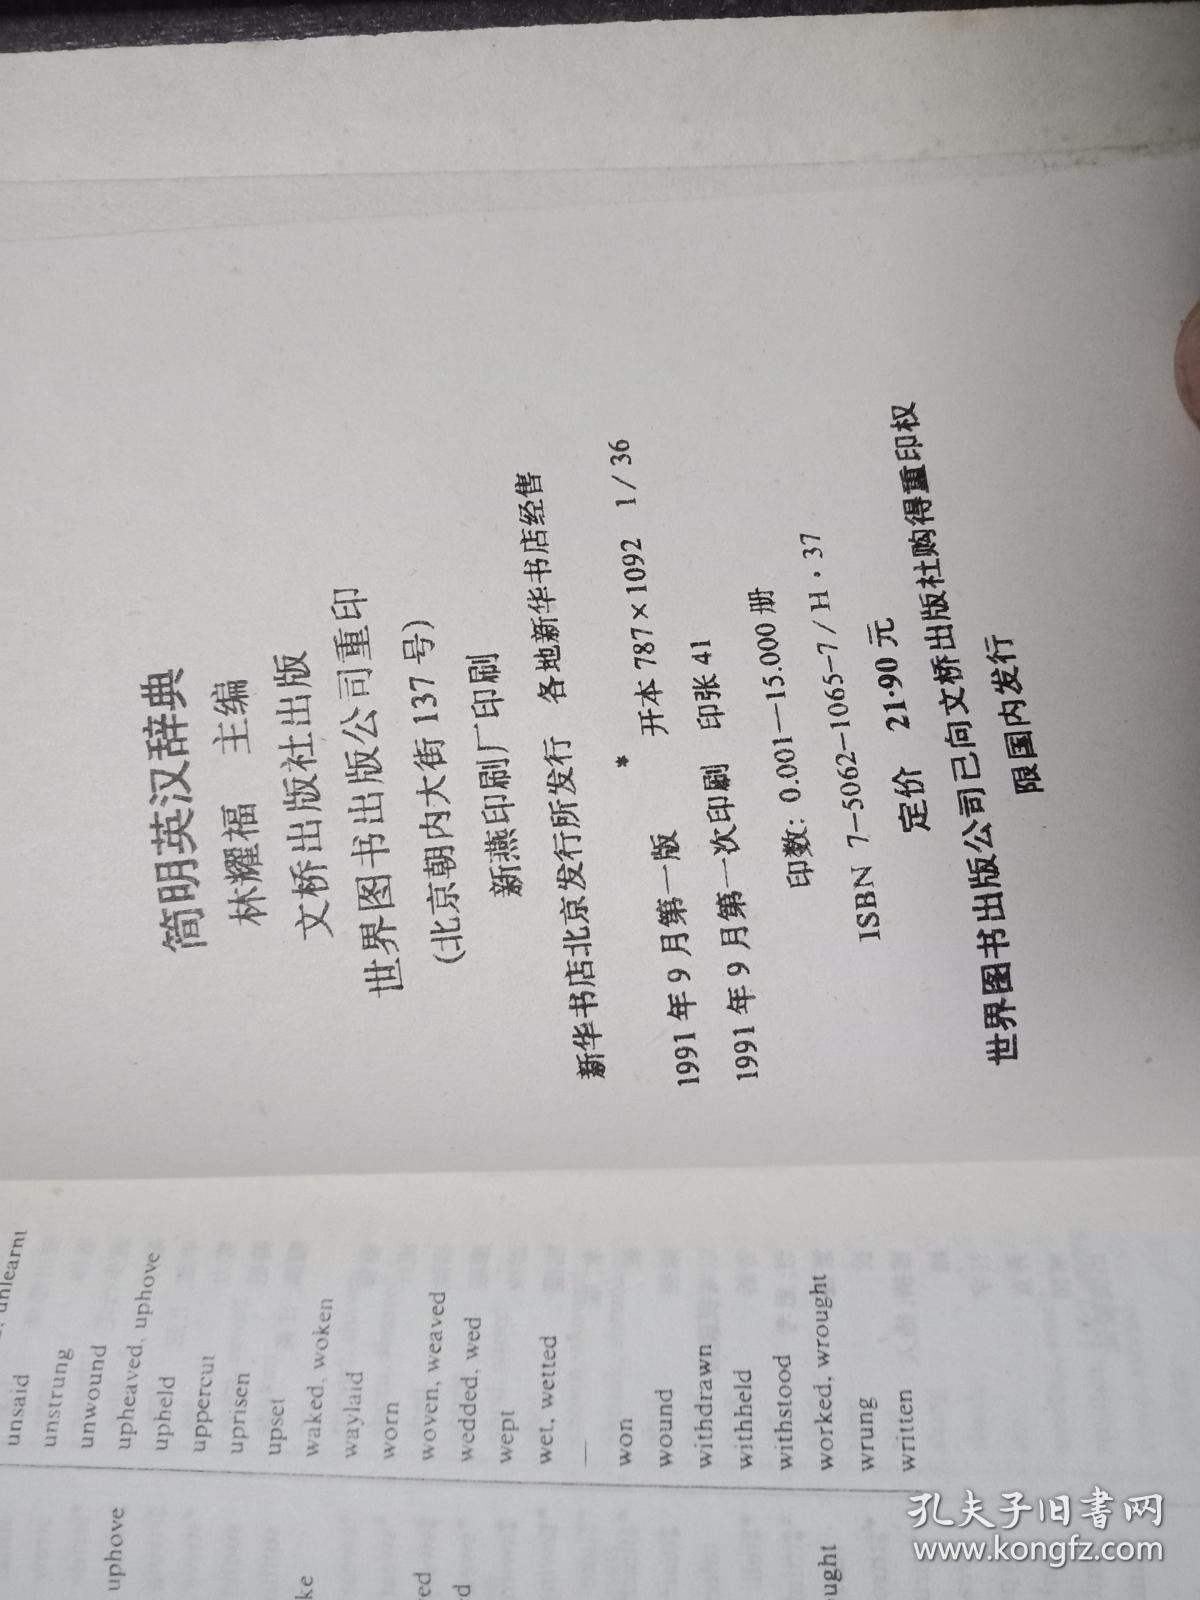 简明英汉辞典
林耀福　主编
文桥出版社出版
世界图书出版公司重印
(北京朝内大街 137 号)
新燕印刷厂印刷
新华书店北京发行所发行　各地新华书店经售
*
1991 年 9 月第一版　开本 787×1092　1/36
1991 年 9 月第一次印刷　印张 41
印数: 0.001—15.000 册
ISBN 7-5062-1065-7/H·37
定价　21·90 元
世界图书出版公司已向文桥出版社购得重印权
限国内发行
unsaid
unstrung
unwound
upheaved, uphove
upheld
uppercut
uprisen
upset
waked, woken
waylaid
worn
woven, weaved
wedded, wed
wept
wet, wetted
—
won
wound
withdrawn
withheld
withstood
worked, wrought
wrung
written
uphove
孔夫子旧书网
www.kongfz.com